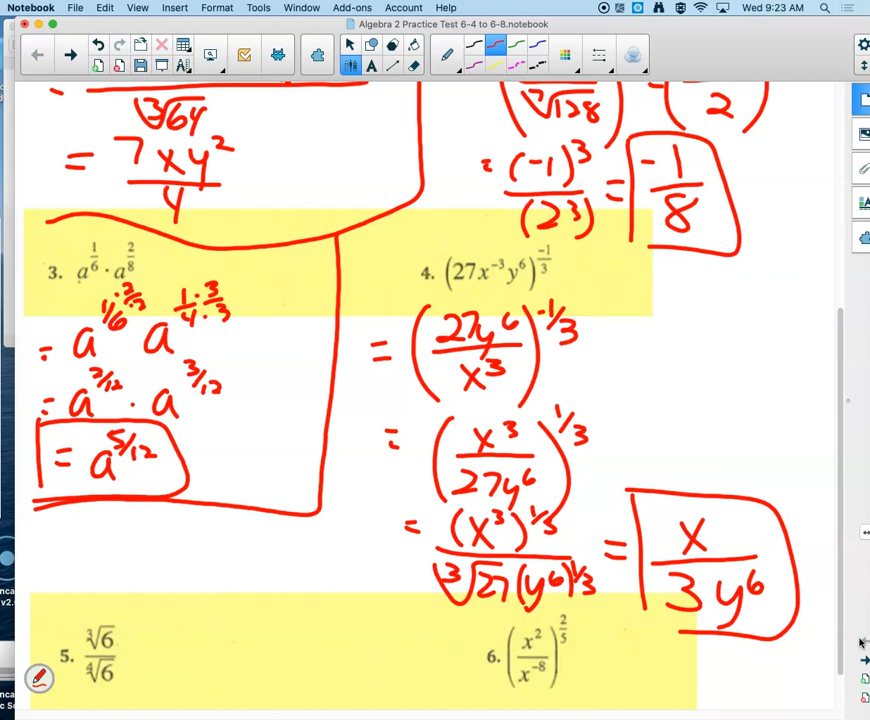 Notebook Edit View Insert Format Tools Window Add-ons Account Help Wed 9:23 AM
Algebra 2 Practice Test 6-4 to 6-8.notebook
=
∛64
= 7xy²/4
⁷√128
2
= (-1)³/(2³) = -1/8
3. a^(1/6) · a^(2/8)
= a^(1/6·2/2) a^(1/4·3/3)
= a^(2/12) · a^(3/12)
= a^(5/12)
4. (27x⁻³y⁶)^(-1/3)
= (27y⁶/x³)^(-1/3)
= (x³/27y⁶)^(1/3)
= (x³)^(1/3)/∛27(y⁶)^(1/3) = x/3y⁶
5. ∛6/∜6
6. (x²/x⁻⁸)^(2/5)